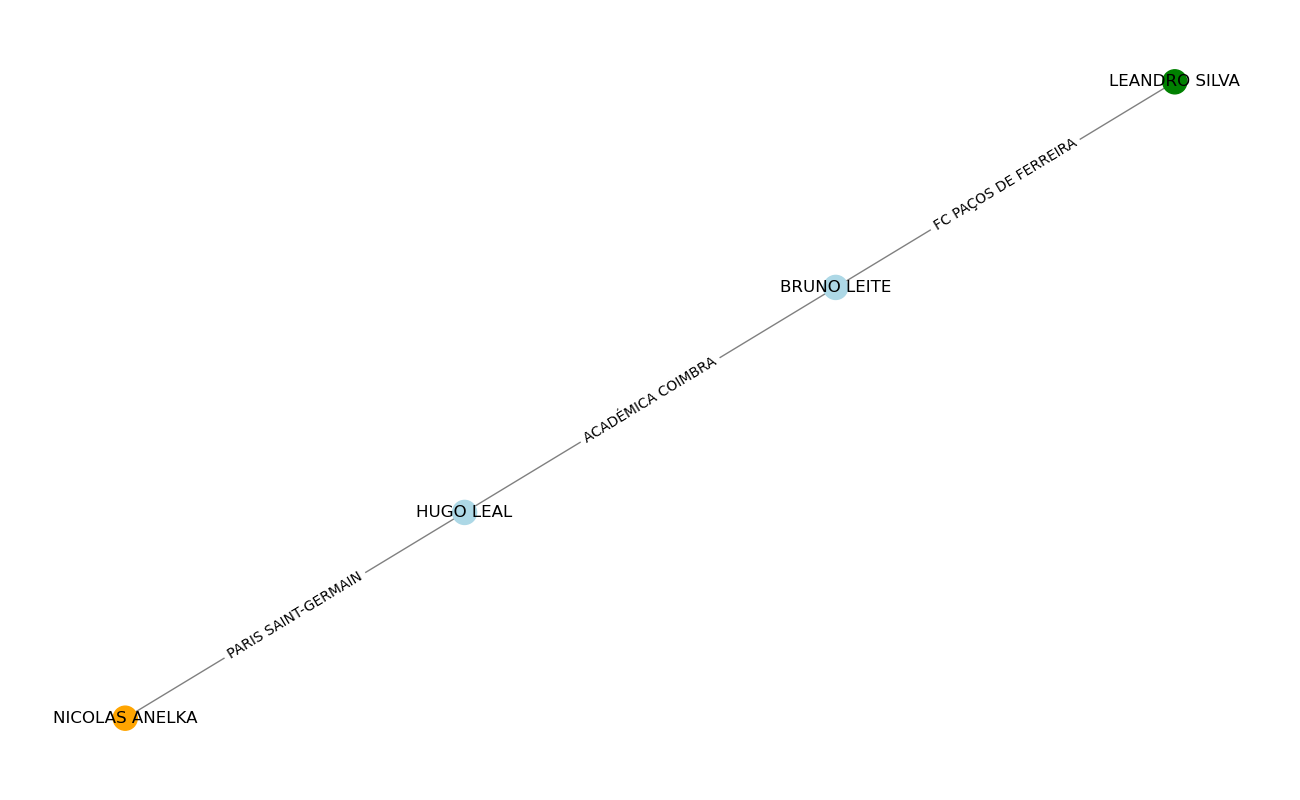 LEANDRO SILVA
FC PAÇOS DE FERREIRA
BRUNO LEITE
ACADÉMICA COIMBRA
HUGO LEAL
PARIS SAINT-GERMAIN
NICOLAS ANELKA